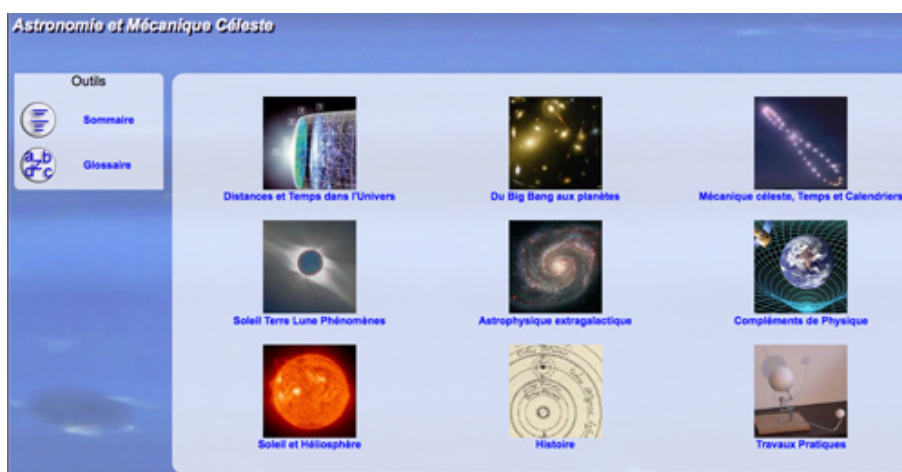 Astronomie et Mécanique Céleste
Outils
Sommaire
Glossaire
Distances et Temps dans l'Univers
Du Big Bang aux planètes
Mécanique céleste, Temps et Calendriers
Soleil Terre Lune Phénomènes
Astrophysique extragalactique
Compléments de Physique
Soleil et Héliosphère
Histoire
Travaux Pratiques